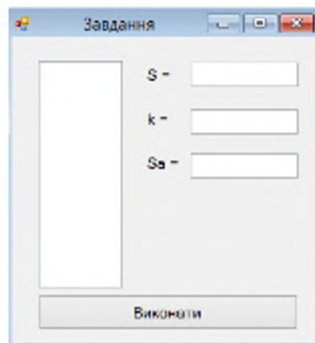 Завдання
S =
k =
Sa =
Виконати